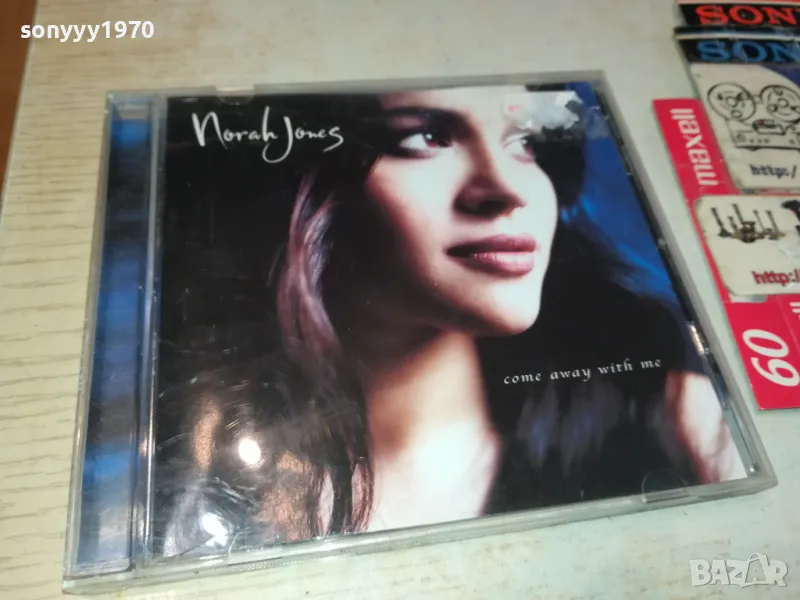 sonyyy1970
Norah Jones
come away with me
SON
SON
maxell
http:/
http:/
60
BAZAR